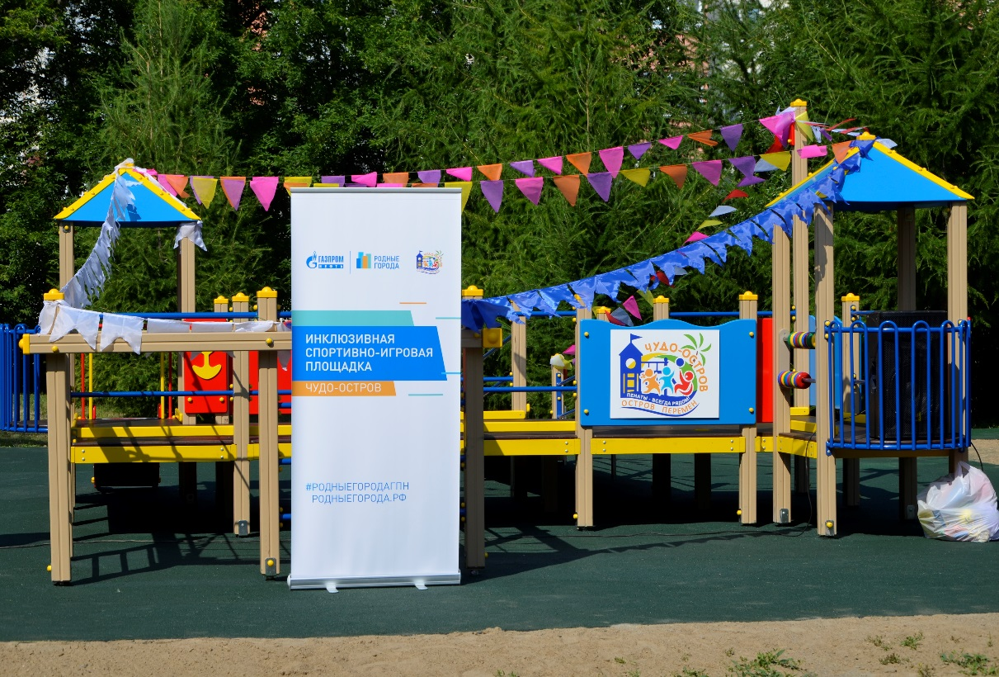 ГАЗПРОМ
НЕФТЬ
РОДНЫЕ
ГОРОДА
ИНКЛЮЗИВНАЯ
СПОРТИВНО-ИГРОВАЯ
ПЛОЩАДКА
ЧУДО-ОСТРОВ
#РОДНЫЕГОРОДАГПН
РОДНЫЕГОРОДА.РФ
ЧУДО-ОСТРОВ
ПЕНАТЫ - ВСЕГДА РЯДОМ
ОСТРОВ ПЕРЕМЕН